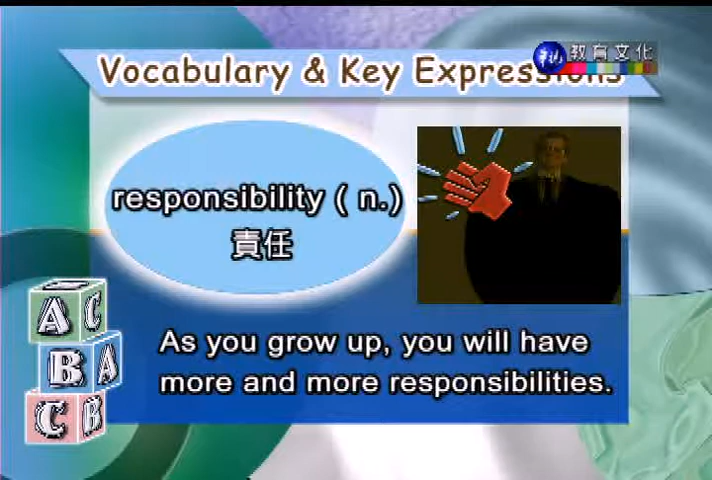 教育文化
Vocabulary & Key Expressions
responsibility ( n.)
責任
As you grow up, you will have
more and more responsibilities.
A
C
B
A
C
B